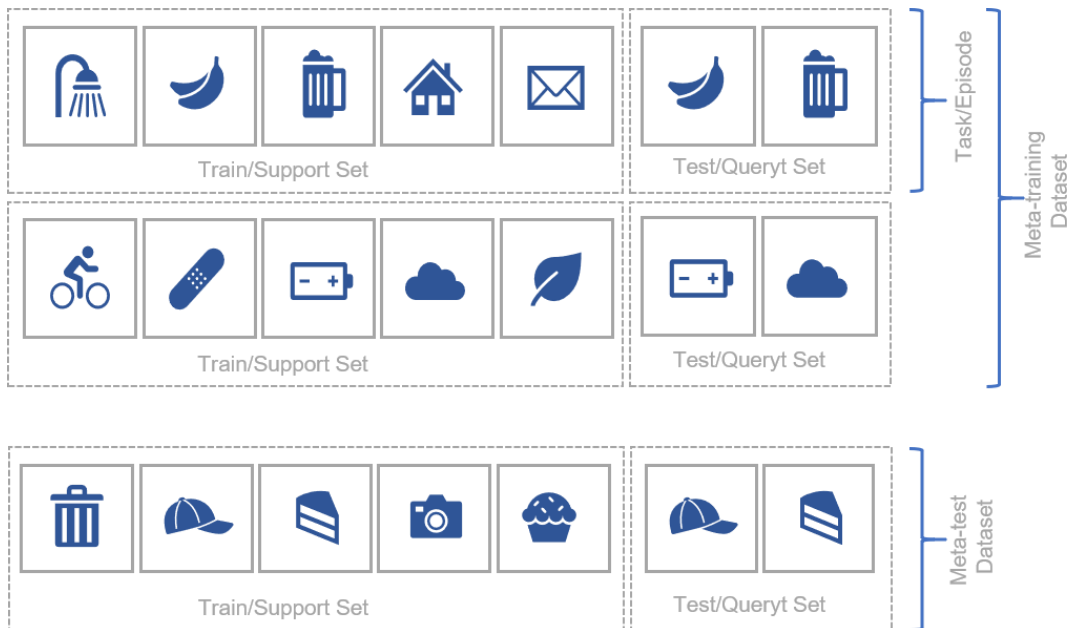 Train/Support Set
Test/Queryt Set
Task/Episode
Meta-training
Dataset
Train/Support Set
Test/Queryt Set
Train/Support Set
Test/Queryt Set
Meta-test
Dataset